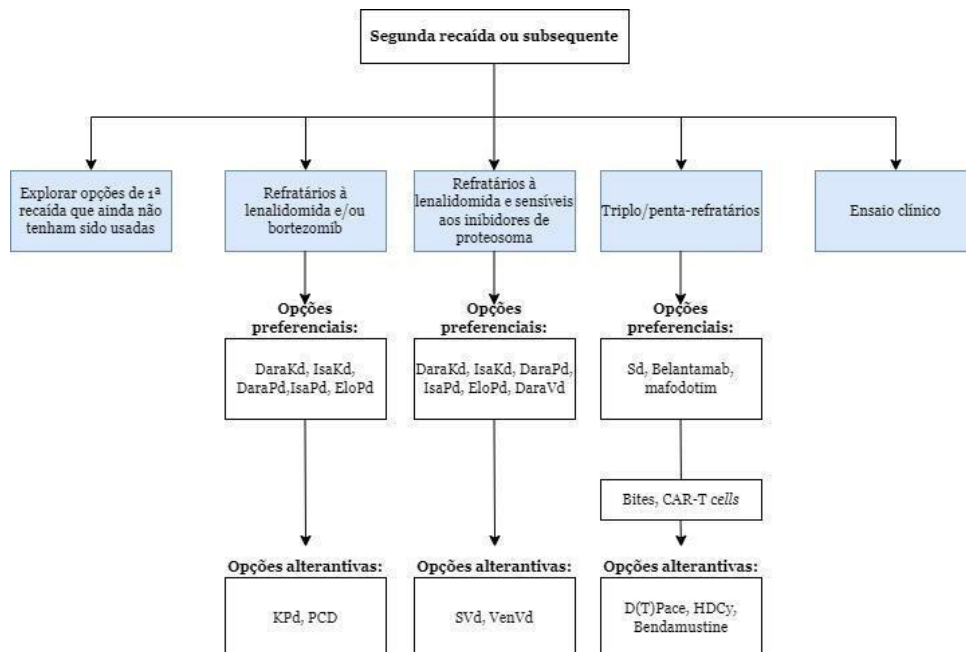 Segunda recaída ou subsequente
Explorar opções de 1ª
recaída que ainda não
tenham sido usadas
Refratários à
lenalidomida e/ou
bortezomib
Refratários à
lenalidomida e sensíveis
aos inibidores de
proteosoma
Triplo/penta-refratários
Ensaio clínico
Opções
preferenciais:
DaraKd, IsaKd,
DaraPd,IsaPd, EloPd
Opções
preferenciais:
DaraKd, IsaKd, DaraPd,
IsaPd, EloPd, DaraVd
Opções
preferenciais:
Sd, Belantamab,
mafodotim
Bites, CAR-T cells
Opções alterantivas:
KPd, PCD
Opções alterantivas:
SVd, VenVd
Opções alterantivas:
D(T)Pace, HDCy,
Bendamustine